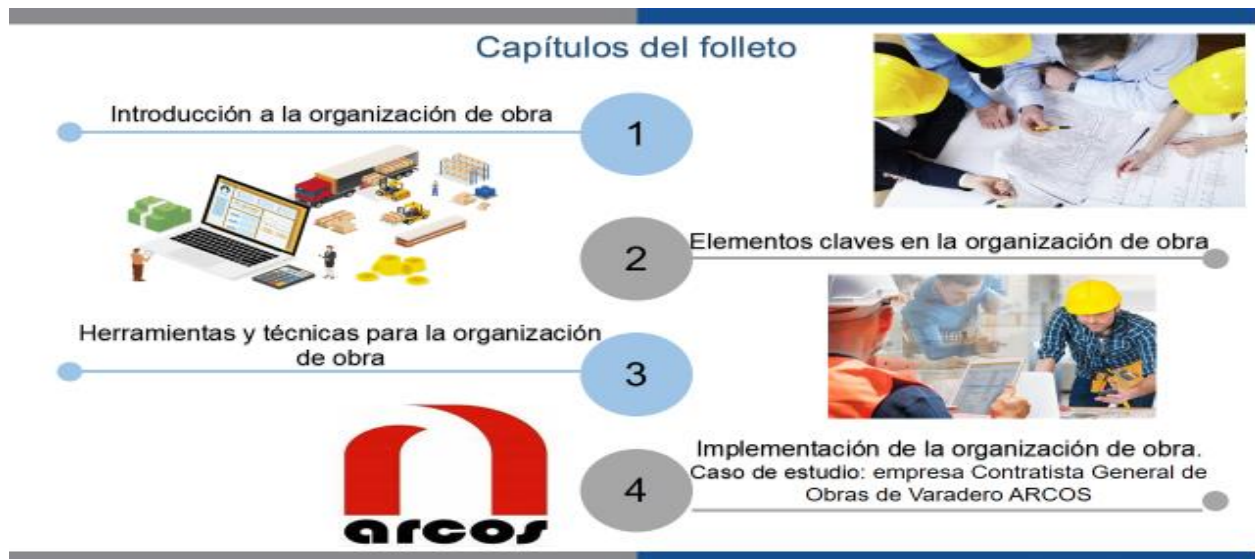 Capítulos del folleto
Introducción a la organización de obra
1
2
Elementos claves en la organización de obra
Herramientas y técnicas para la organización
de obra
3
Implementación de la organización de obra.
Caso de estudio: empresa Contratista General de
Obras de Varadero ARCOS
4
arcos